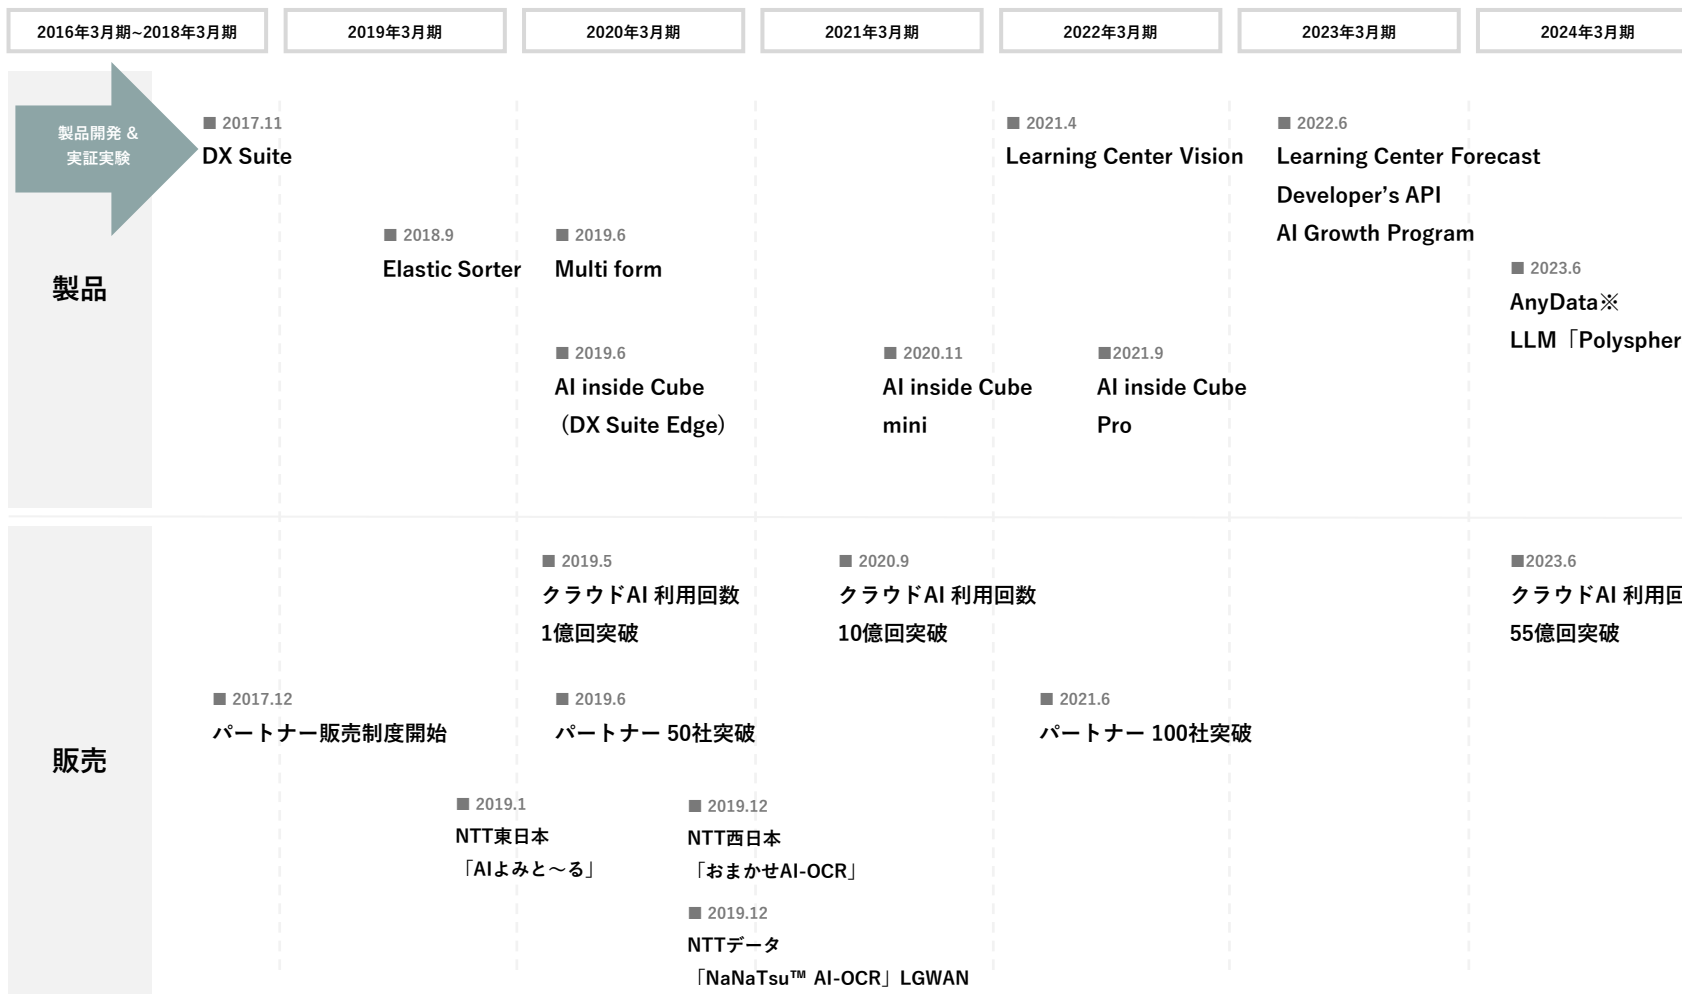 2016年3月期~2018年3月期
2019年3月期
2020年3月期
2021年3月期
2022年3月期
2023年3月期
2024年3月期
製品開発 &
実証実験
製品
■ 2017.11
DX Suite
■ 2018.9
Elastic Sorter
■ 2019.6
Multi form
■ 2019.6
AI inside Cube
（DX Suite Edge）
■ 2020.11
AI inside Cube
mini
■ 2021.4
Learning Center Vision
■2021.9
AI inside Cube
Pro
■ 2022.6
Learning Center Forecast
Developer’s API
AI Growth Program
■ 2023.6
AnyData※
LLM「Polyspher
販売
■ 2019.5
クラウドAI 利用回数
1億回突破
■ 2020.9
クラウドAI 利用回数
10億回突破
■2023.6
クラウドAI 利用回
55億回突破
■ 2017.12
パートナー販売制度開始
■ 2019.6
パートナー 50社突破
■ 2021.6
パートナー 100社突破
■ 2019.1
NTT東日本
「AIよみと～る」
■ 2019.12
NTT西日本
「おまかせAI-OCR」
■ 2019.12
NTTデータ
「NaNaTsu™ AI-OCR」LGWAN